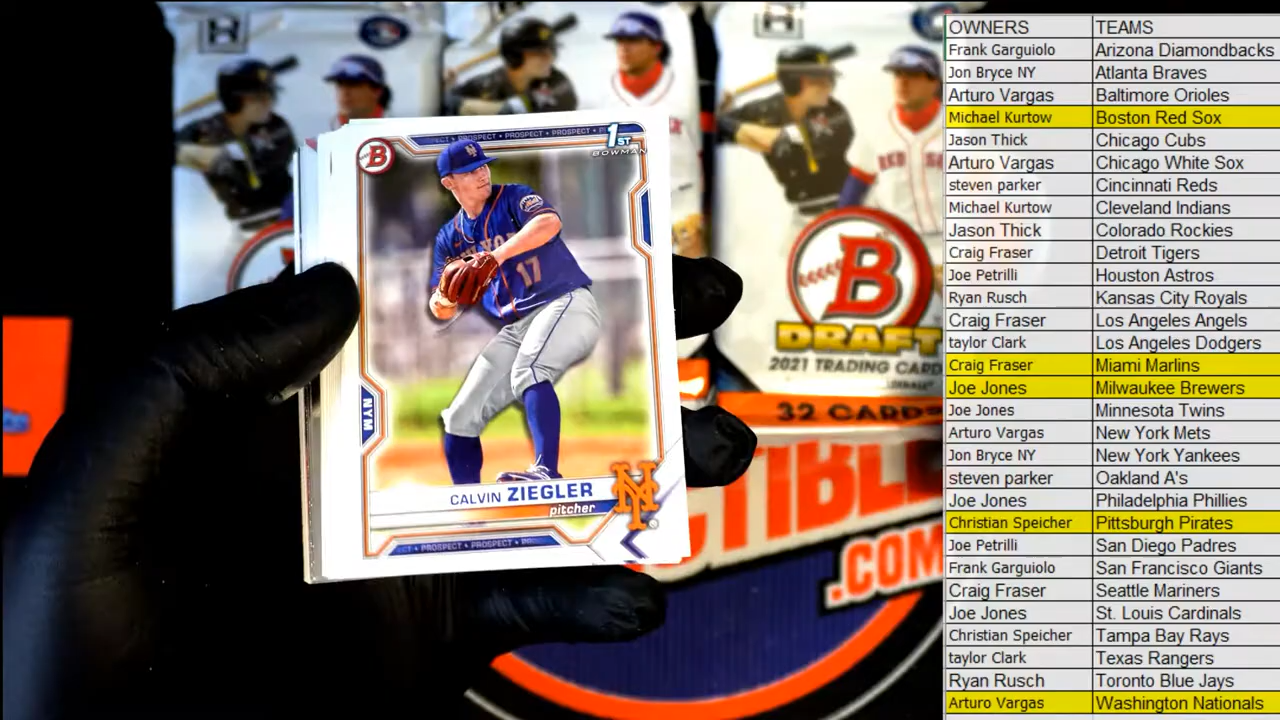 PROSPECT • PROSPECT • PROSPECT • PROSPECT
1ST
BOWMAN
B
NEW YORK
17
NYM
CALVIN ZIEGLER
pitcher
PROSPECT • PROSPECT • PROSPECT
H
H
RED
B
DRAFT
2021 TRADING CARD
32 CARDS
CTIBLE
.COM
OWNERS TEAMS
Frank Garguiolo Arizona Diamondbacks
Jon Bryce NY Atlanta Braves
Arturo Vargas Baltimore Orioles
Michael Kurtow Boston Red Sox
Jason Thick Chicago Cubs
Arturo Vargas Chicago White Sox
steven parker Cincinnati Reds
Michael Kurtow Cleveland Indians
Jason Thick Colorado Rockies
Craig Fraser Detroit Tigers
Joe Petrilli Houston Astros
Ryan Rusch Kansas City Royals
Craig Fraser Los Angeles Angels
taylor Clark Los Angeles Dodgers
Craig Fraser Miami Marlins
Joe Jones Milwaukee Brewers
Joe Jones Minnesota Twins
Arturo Vargas New York Mets
Jon Bryce NY New York Yankees
steven parker Oakland A's
Joe Jones Philadelphia Phillies
Christian Speicher Pittsburgh Pirates
Joe Petrilli San Diego Padres
Frank Garguiolo San Francisco Giants
Craig Fraser Seattle Mariners
Joe Jones St. Louis Cardinals
Christian Speicher Tampa Bay Rays
taylor Clark Texas Rangers
Ryan Rusch Toronto Blue Jays
Arturo Vargas Washington Nationals